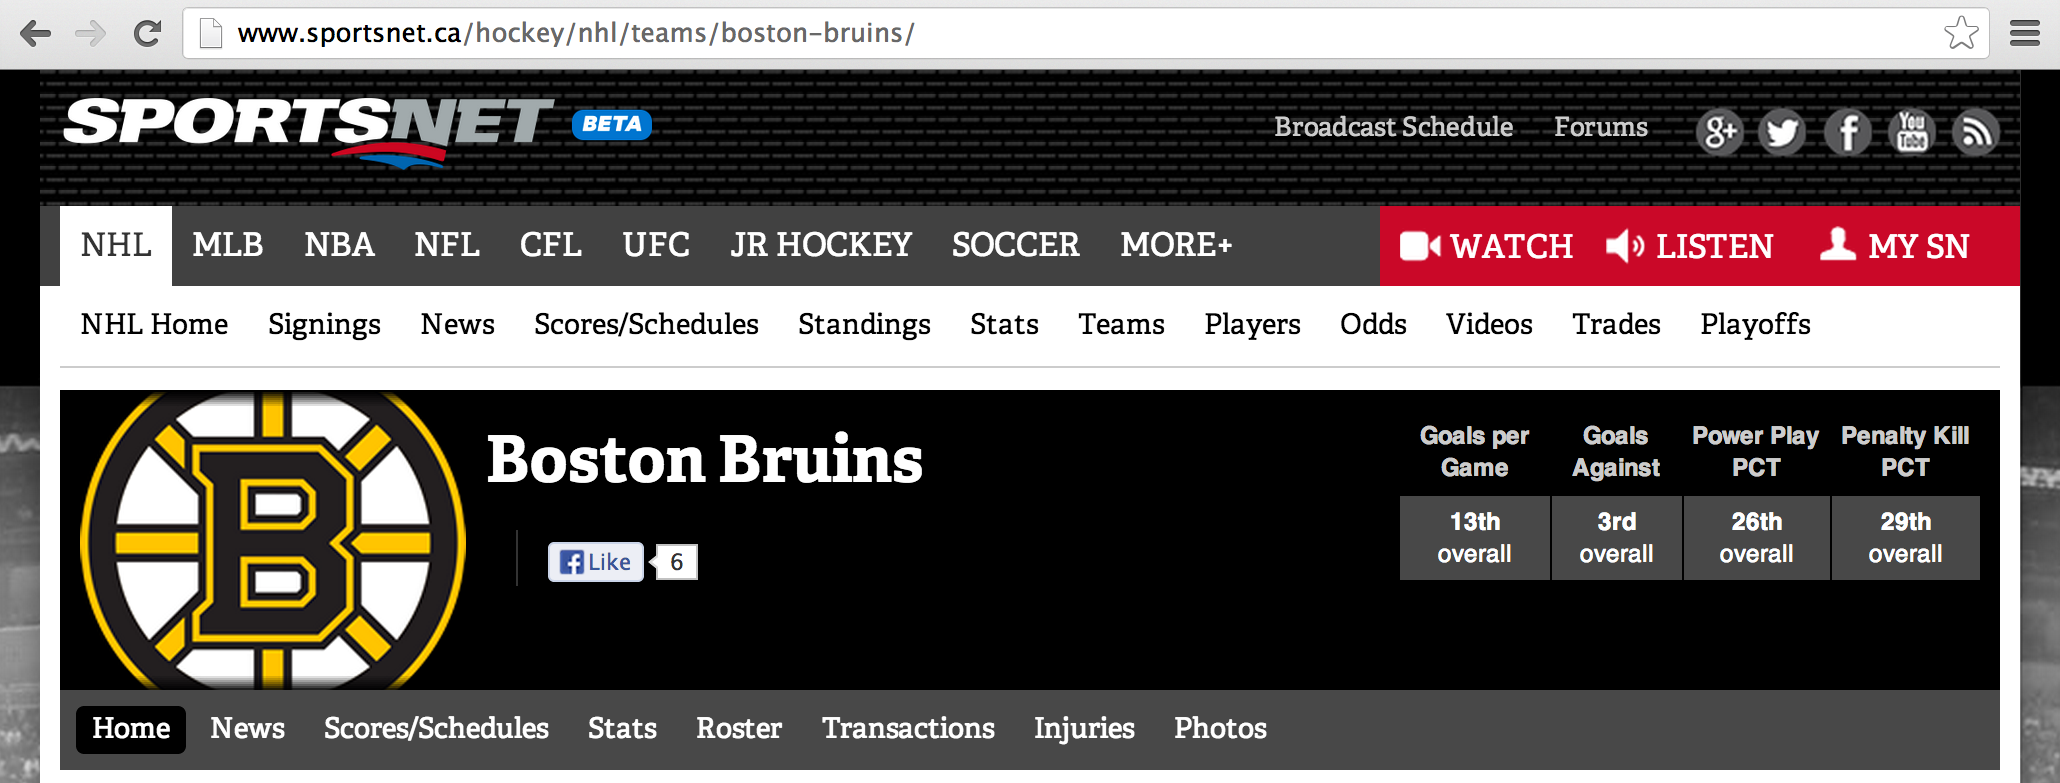 www.sportsnet.ca/hockey/nhl/teams/boston-bruins/
SPORTSNET BETA
Broadcast Schedule Forums g+ f You Tube
NHL MLB NBA NFL CFL UFC JR HOCKEY SOCCER MORE+ WATCH LISTEN MY SN
NHL Home Signings News Scores/Schedules Standings Stats Teams Players Odds Videos Trades Playoffs
B
Boston Bruins
f Like 6
Goals per Game Goals Against Power Play PCT Penalty Kill PCT
13th overall 3rd overall 26th overall 29th overall
Home News Scores/Schedules Stats Roster Transactions Injuries Photos